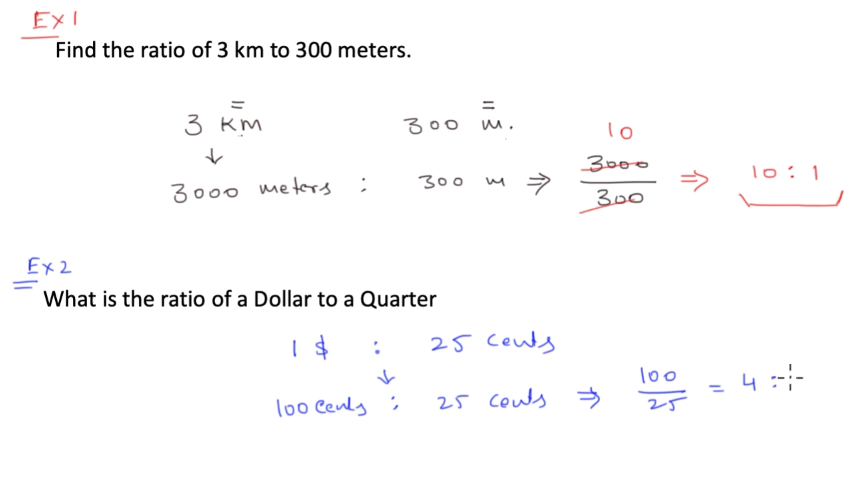 Ex 1
Find the ratio of 3 km to 300 meters.
3 Km 300 m.
10
3000 meters : 300 m ⇒ 3000/300 ⇒ 10 : 1
Ex 2
What is the ratio of a Dollar to a Quarter
1 $ : 25 cents
100 cents : 25 cents ⇒ 100/25 = 4 :